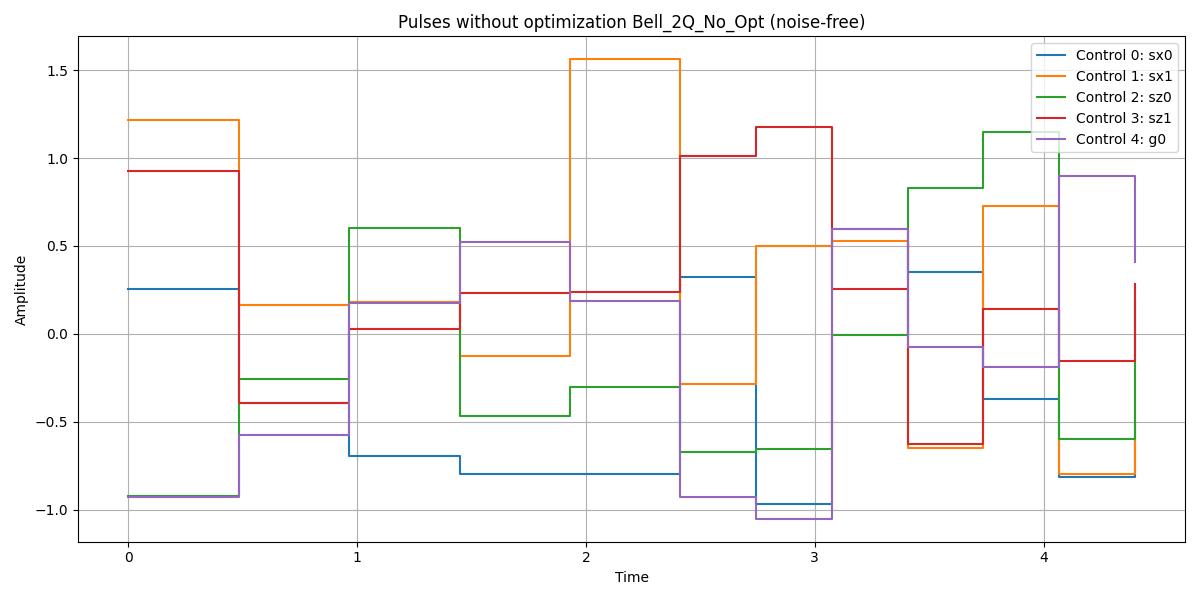 Pulses without optimization Bell_2Q_No_Opt (noise-free)
Control 0: sx0
Control 1: sx1
Control 2: sz0
Control 3: sz1
Control 4: g0
Amplitude
1.5
1.0
0.5
0.0
−0.5
−1.0
0 1 2 3 4
Time